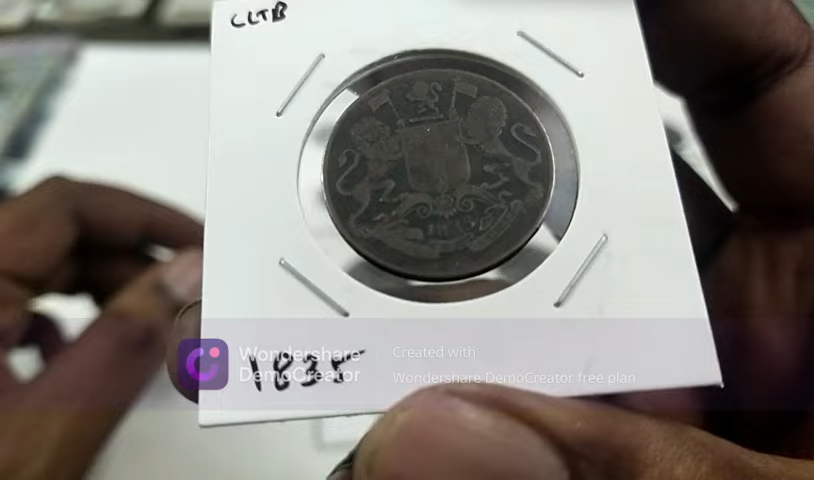 CLTB
1835
Wondershare
DemoCreator
Created with
Wondershare DemoCreator free plan